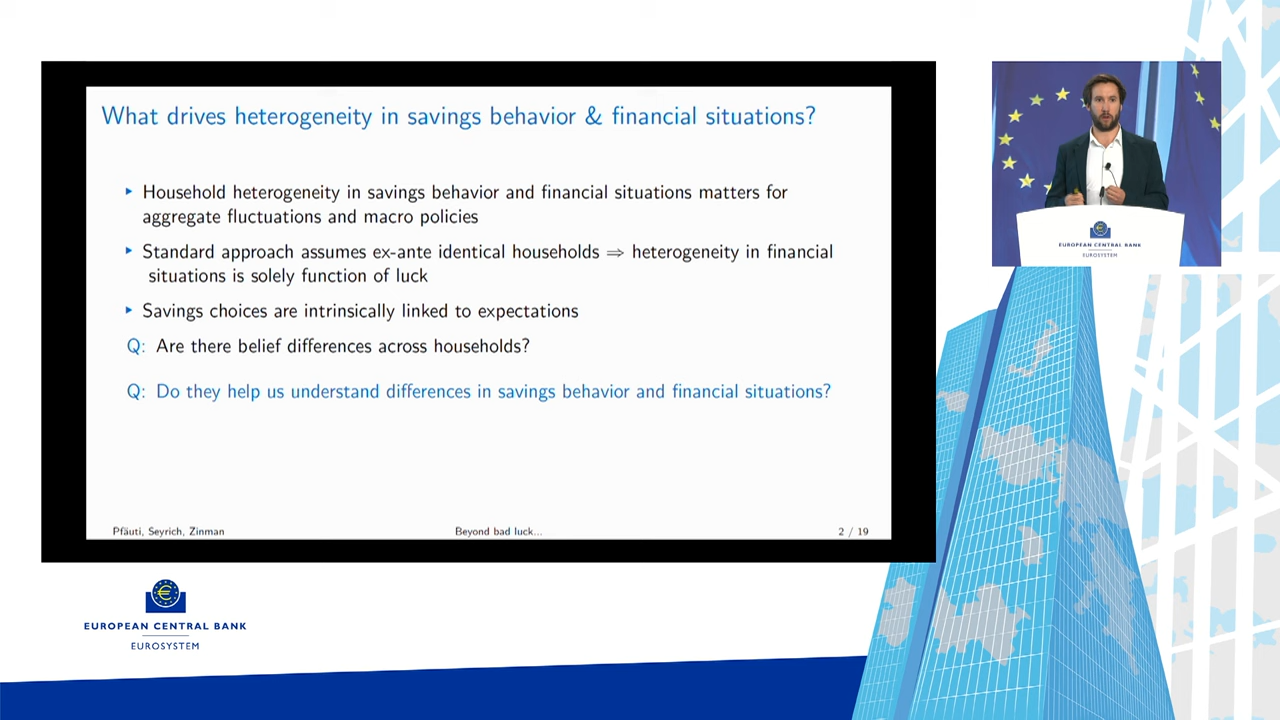 What drives heterogeneity in savings behavior & financial situations?
▸ Household heterogeneity in savings behavior and financial situations matters for
aggregate fluctuations and macro policies
▸ Standard approach assumes ex-ante identical households ⇒ heterogeneity in financial
situations is solely function of luck
▸ Savings choices are intrinsically linked to expectations
Q: Are there belief differences across households?
Q: Do they help us understand differences in savings behavior and financial situations?
Pfäuti, Seyrich, Zinman
Beyond bad luck...
2 / 19
EUROPEAN CENTRAL BANK
EUROSYSTEM
EUROPEAN CENTRAL BANK
EUROSYSTEM